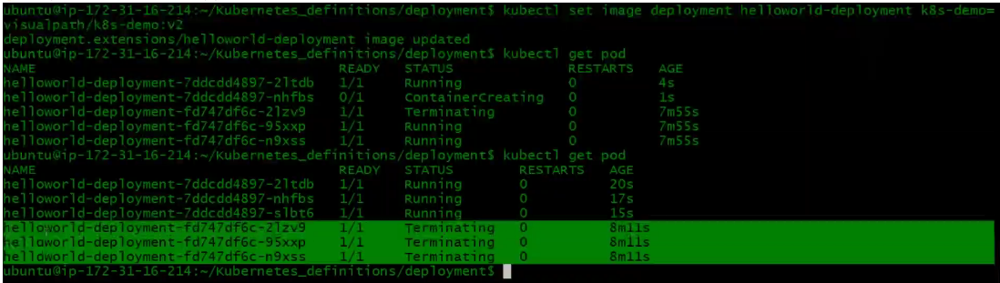 ubuntu@ip-172-31-16-214:~/Kubernetes_definitions/deployment$ kubectl set image deployment helloworld-deployment k8s-demo=
visualpath/k8s-demo:v2
deployment.extensions/helloworld-deployment image updated
ubuntu@ip-172-31-16-214:~/Kubernetes_definitions/deployment$ kubectl get pod
NAME READY STATUS RESTARTS AGE
helloworld-deployment-7ddcdd4897-2ltdb 1/1 Running 0 4s
helloworld-deployment-7ddcdd4897-nhfbs 0/1 ContainerCreating 0 1s
helloworld-deployment-fd747df6c-2lzv9 1/1 Terminating 0 7m55s
helloworld-deployment-fd747df6c-95xxp 1/1 Running 0 7m55s
helloworld-deployment-fd747df6c-n9xss 1/1 Running 0 7m55s
ubuntu@ip-172-31-16-214:~/Kubernetes_definitions/deployment$ kubectl get pod
NAME READY STATUS RESTARTS AGE
helloworld-deployment-7ddcdd4897-2ltdb 1/1 Running 0 20s
helloworld-deployment-7ddcdd4897-nhfbs 1/1 Running 0 17s
helloworld-deployment-7ddcdd4897-slbt6 1/1 Running 0 15s
helloworld-deployment-fd747df6c-2lzv9 1/1 Terminating 0 8m11s
helloworld-deployment-fd747df6c-95xxp 1/1 Terminating 0 8m11s
helloworld-deployment-fd747df6c-n9xss 1/1 Terminating 0 8m11s
ubuntu@ip-172-31-16-214:~/Kubernetes_definitions/deployment$